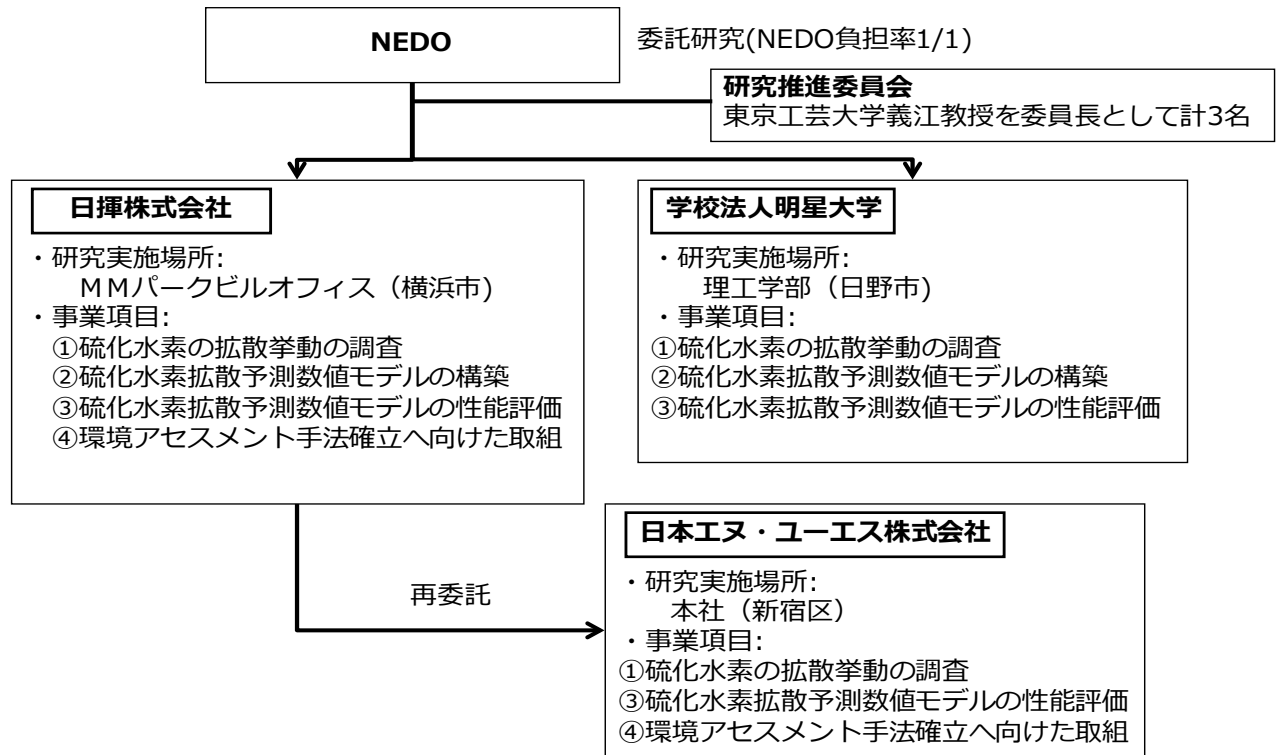 NEDO
委託研究(NEDO負担率1/1)
研究推進委員会
東京工芸大学義江教授を委員長として計3名
日揮株式会社
・研究実施場所:
ＭＭパークビルオフィス（横浜市)
・事業項目:
①硫化水素の拡散挙動の調査
②硫化水素拡散予測数値モデルの構築
③硫化水素拡散予測数値モデルの性能評価
④環境アセスメント手法確立へ向けた取組
学校法人明星大学
・研究実施場所:
理工学部（日野市)
・事業項目:
①硫化水素の拡散挙動の調査
②硫化水素拡散予測数値モデルの構築
③硫化水素拡散予測数値モデルの性能評価
再委託
日本エヌ・ユーエス株式会社
・研究実施場所:
本社（新宿区）
・事業項目:
①硫化水素の拡散挙動の調査
③硫化水素拡散予測数値モデルの性能評価
④環境アセスメント手法確立へ向けた取組